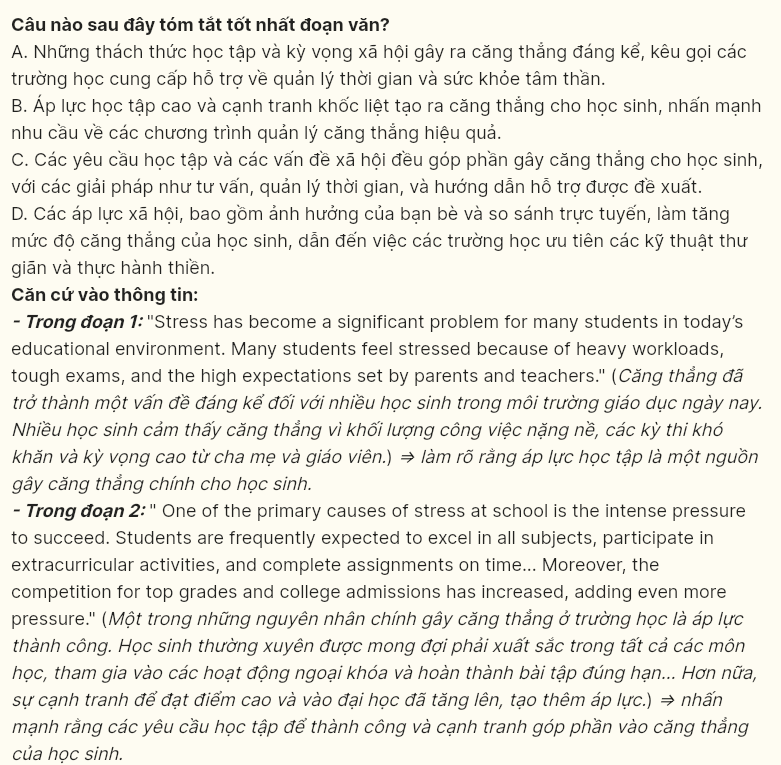 Câu nào sau đây tóm tắt tốt nhất đoạn văn?
A. Những thách thức học tập và kỳ vọng xã hội gây ra căng thẳng đáng kể, kêu gọi các
trường học cung cấp hỗ trợ về quản lý thời gian và sức khỏe tâm thần.
B. Áp lực học tập cao và cạnh tranh khốc liệt tạo ra căng thẳng cho học sinh, nhấn mạnh
nhu cầu về các chương trình quản lý căng thẳng hiệu quả.
C. Các yêu cầu học tập và các vấn đề xã hội đều góp phần gây căng thẳng cho học sinh,
với các giải pháp như tư vấn, quản lý thời gian, và hướng dẫn hỗ trợ được đề xuất.
D. Các áp lực xã hội, bao gồm ảnh hưởng của bạn bè và so sánh trực tuyến, làm tăng
mức độ căng thẳng của học sinh, dẫn đến việc các trường học ưu tiên các kỹ thuật thư
giãn và thực hành thiền.
Căn cứ vào thông tin:
- Trong đoạn 1: "Stress has become a significant problem for many students in today’s
educational environment. Many students feel stressed because of heavy workloads,
tough exams, and the high expectations set by parents and teachers." (Căng thẳng đã
trở thành một vấn đề đáng kể đối với nhiều học sinh trong môi trường giáo dục ngày nay.
Nhiều học sinh cảm thấy căng thẳng vì khối lượng công việc nặng nề, các kỳ thi khó
khăn và kỳ vọng cao từ cha mẹ và giáo viên.) ⇒ làm rõ rằng áp lực học tập là một nguồn
gây căng thẳng chính cho học sinh.
- Trong đoạn 2: " One of the primary causes of stress at school is the intense pressure
to succeed. Students are frequently expected to excel in all subjects, participate in
extracurricular activities, and complete assignments on time... Moreover, the
competition for top grades and college admissions has increased, adding even more
pressure." (Một trong những nguyên nhân chính gây căng thẳng ở trường học là áp lực
thành công. Học sinh thường xuyên được mong đợi phải xuất sắc trong tất cả các môn
học, tham gia vào các hoạt động ngoại khóa và hoàn thành bài tập đúng hạn... Hơn nữa,
sự cạnh tranh để đạt điểm cao và vào đại học đã tăng lên, tạo thêm áp lực.) ⇒ nhấn
mạnh rằng các yêu cầu học tập để thành công và cạnh tranh góp phần vào căng thẳng
của học sinh.